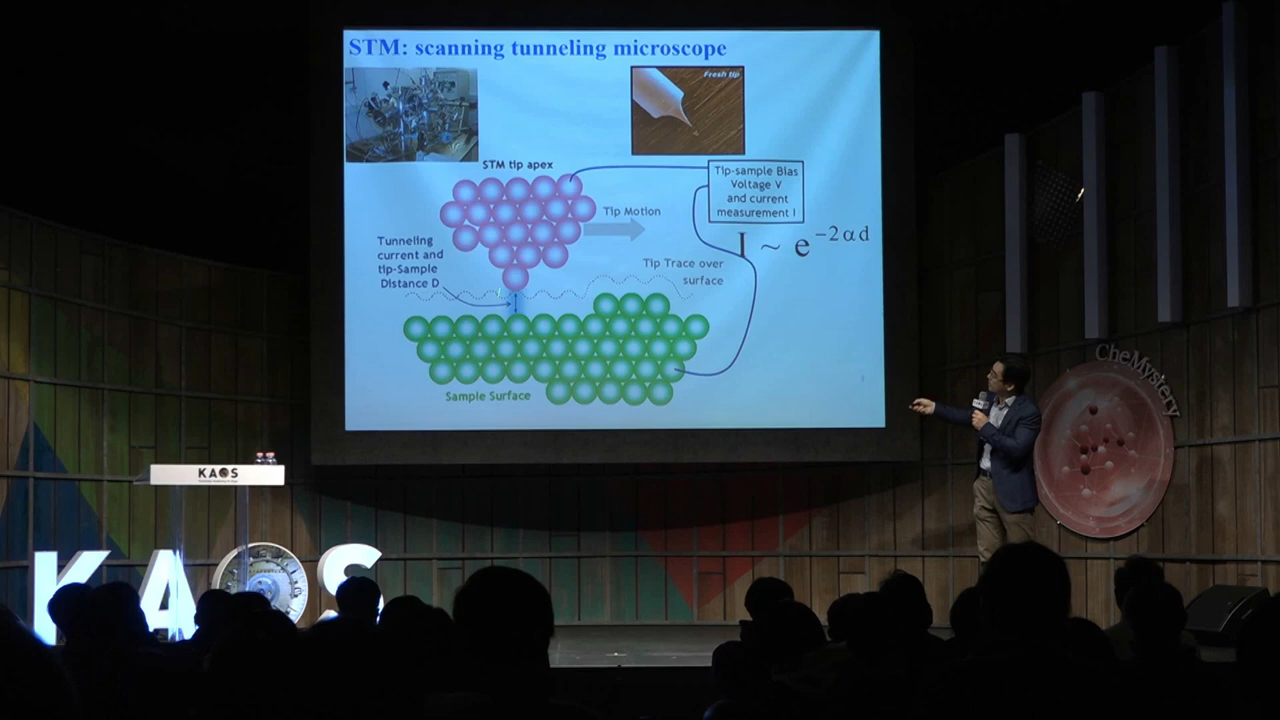 STM: scanning tunneling microscope
Fresh tip
STM tip apex
Tip-sample Bias
Voltage V
and current
measurement I
Tip Motion
I ~ e^-2αd
Tunneling
current and
tip-Sample
Distance D
Tip Trace over
surface
Sample Surface
CheMystery
KAOS
KAOS